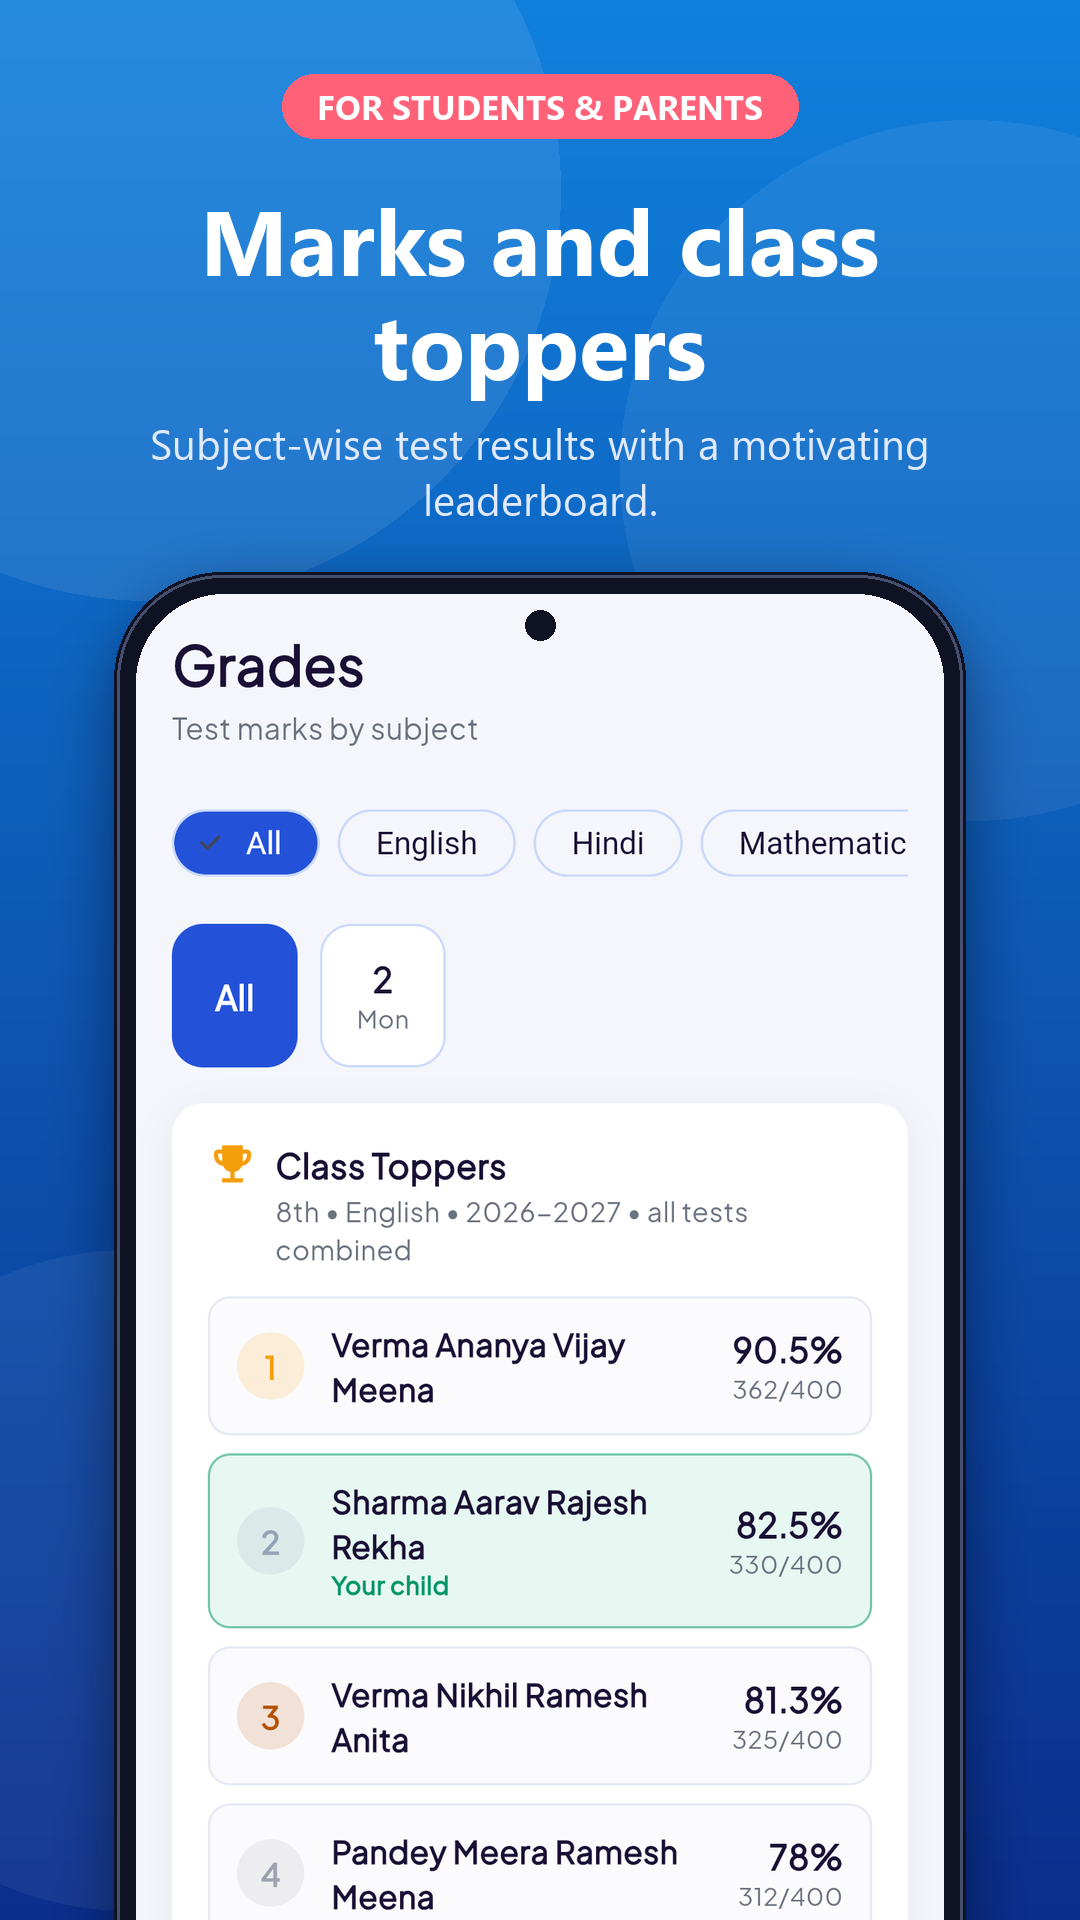 FOR STUDENTS & PARENTS
Marks and class
toppers
Subject-wise test results with a motivating
leaderboard.
Grades
Test marks by subject
All
English
Hindi
Mathematic
All
2
Mon
Class Toppers
8th • English • 2026–2027 • all tests
combined
1
Verma Ananya Vijay
Meena
90.5%
362/400
2
Sharma Aarav Rajesh
Rekha
Your child
82.5%
330/400
3
Verma Nikhil Ramesh
Anita
81.3%
325/400
4
Pandey Meera Ramesh
Meena
78%
312/400